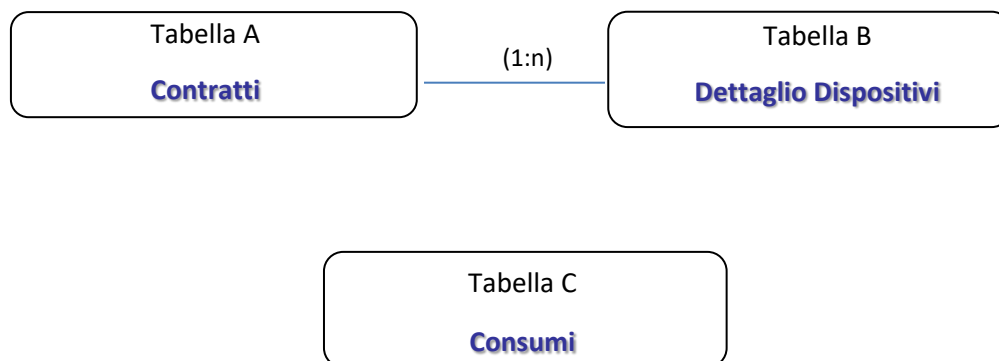 Tabella A
Contratti
(1:n)
Tabella B
Dettaglio Dispositivi
Tabella C
Consumi